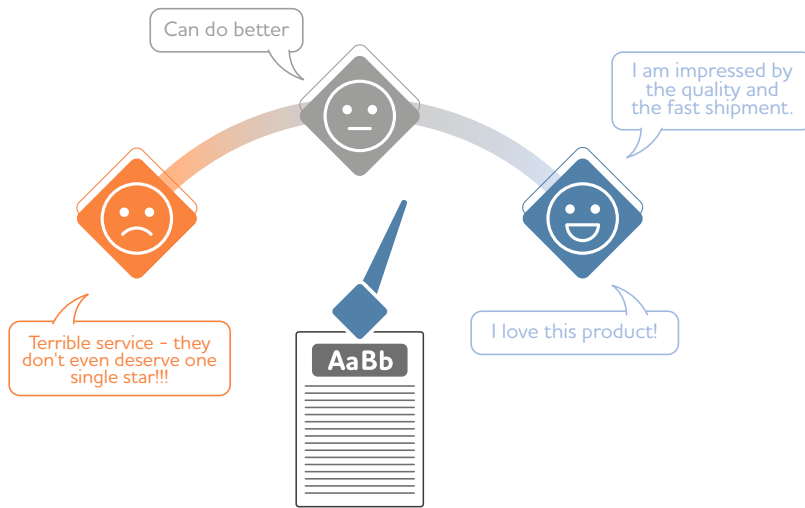 Can do better
I am impressed by
the quality and
the fast shipment.
Terrible service - they
don't even deserve one
single star!!!
I love this product!
AaBb